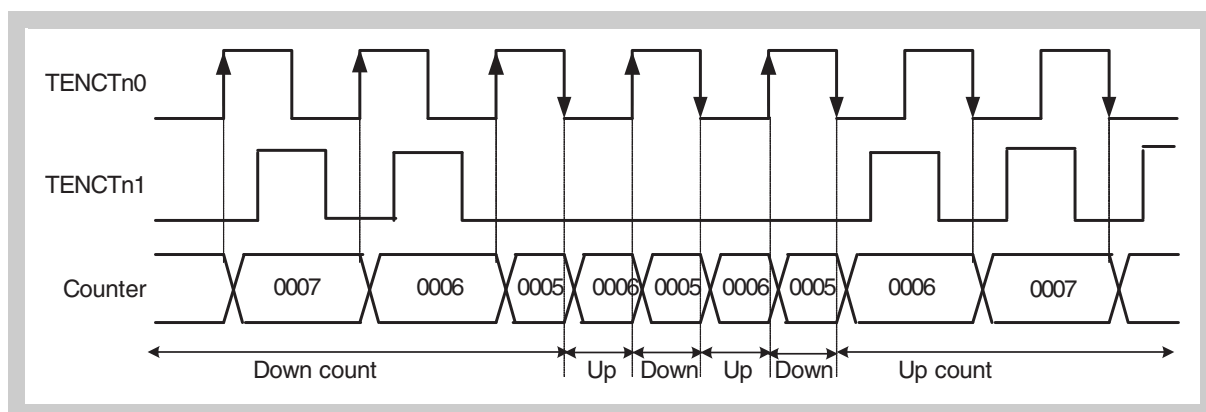 TENCTn0
TENCTn1
Counter 0007 0006 0005 0006 0005 0006 0005 0006 0007
Down count Up Down Up Down Up count